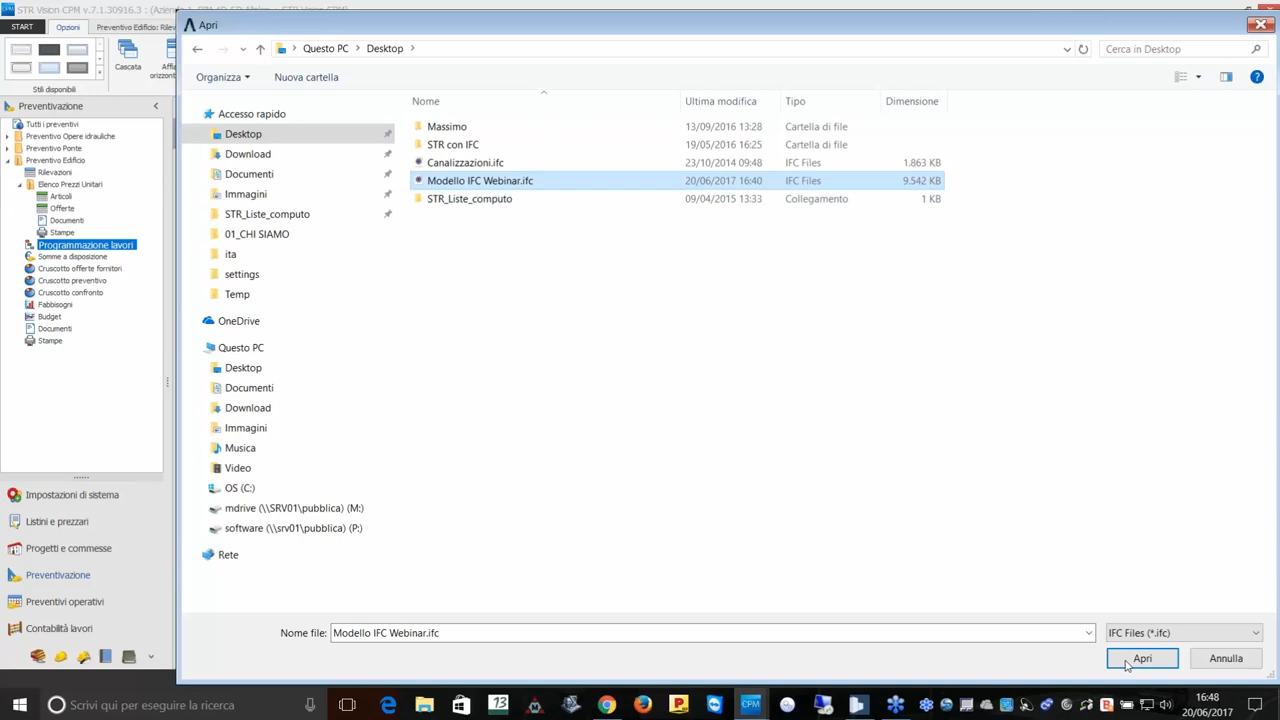 STR Vision CPM v.7.1.30916.3 : (Azienda
START
Opzioni
Preventivo Edificio: Rilev
Cascata
Affia
orizzont
Stili disponibili
Preventivazione
Tutti i preventivi
Preventivo Opere idrauliche
Preventivo Ponte
Preventivo Edificio
Rilevazioni
Elenco Prezzi Unitari
Articoli
Offerte
Documenti
Stampe
Programmazione lavori
Somme a disposizione
Cruscotto offerte fornitori
Cruscotto preventivo
Cruscotto confronto
Fabbisogni
Budget
Documenti
Stampe
Impostazioni di sistema
Listini e prezzari
Progetti e commesse
Preventivazione
Preventivi operativi
Contabilità lavori
Apri
Questo PC
Desktop
Cerca in Desktop
Organizza
Nuova cartella
Accesso rapido
Desktop
Download
Documenti
Immagini
STR_Liste_computo
01_CHI SIAMO
ita
settings
Temp
OneDrive
Questo PC
Desktop
Documenti
Download
Immagini
Musica
Video
OS (C:)
mdrive (\\SRV01\pubblica) (M:)
software (\\srv01\pubblica) (P:)
Rete
Nome Ultima modifica Tipo Dimensione
Massimo 13/09/2016 13:28 Cartella di file
STR con IFC 19/05/2016 16:25 Cartella di file
Canalizzazioni.ifc 23/10/2014 09:48 IFC Files 1.863 KB
Modello IFC Webinar.ifc 20/06/2017 16:40 IFC Files 9.542 KB
STR_Liste_computo 09/04/2015 13:33 Collegamento 1 KB
Nome file: Modello IFC Webinar.ifc
IFC Files (*.ifc)
Apri
Annulla
Scrivi qui per eseguire la ricerca
13
CPM
16:48
20/06/2017